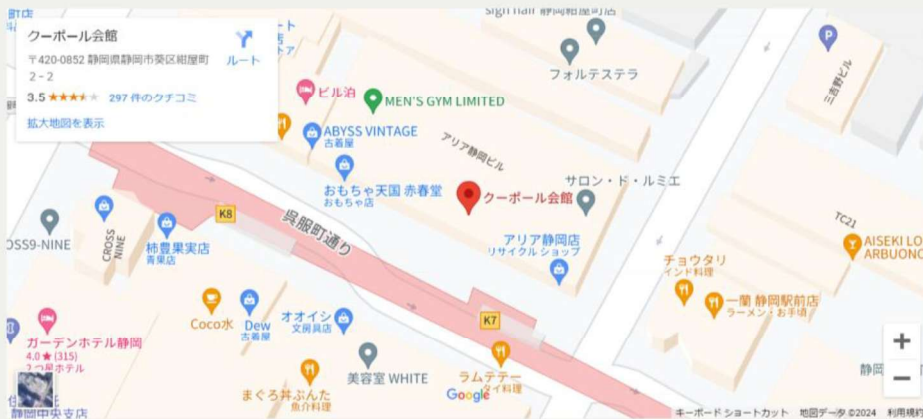 クーポール会館
〒420-0852 静岡県静岡市葵区紺屋町
2-2
ルート
3.5
297 件のクチコミ
拡大地図を表示
sign hair 静岡紺屋町店
フォルテステラ
P
三吉野ビル
ビル泊
MEN'S GYM LIMITED
ABYSS VINTAGE
古着屋
アリア静岡ビル
おもちゃ天国 赤春堂
おもちゃ店
クーポール会館
サロン・ド・ルミエ
K8
呉服町通り
CROSS
NINE
柿豊果実店
青果店
アリア静岡店
リサイクル ショップ
TC21
AISEKI LO
ARBUONO
チョウタリ
インド料理
一蘭 静岡駅前店
ラーメン・お手頃
Coco水
Dew
古着屋
オオイシ
文房具店
K7
ガーデンホテル静岡
4.0★(315)
2つ星ホテル
美容室 WHITE
ラムテテー
タイ料理
まぐろ丼ぶんた
魚介料理
Google
静岡中央支店
キーボード ショートカット
地図データ ©2024
利用規約